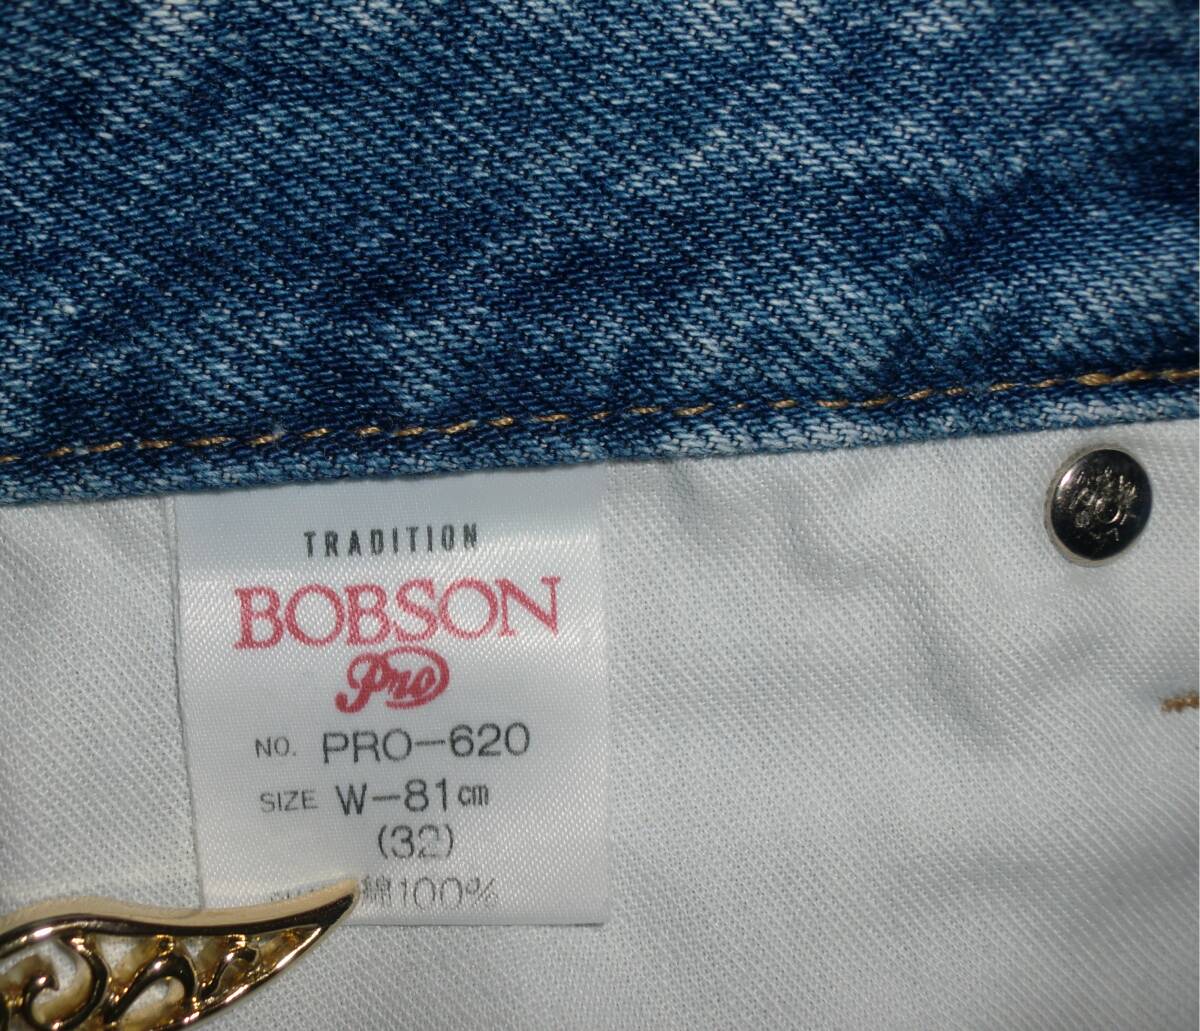 TRADITION
BOBSON
Pro
NO. PRO-620
SIZE W-81cm
(32)
綿100%